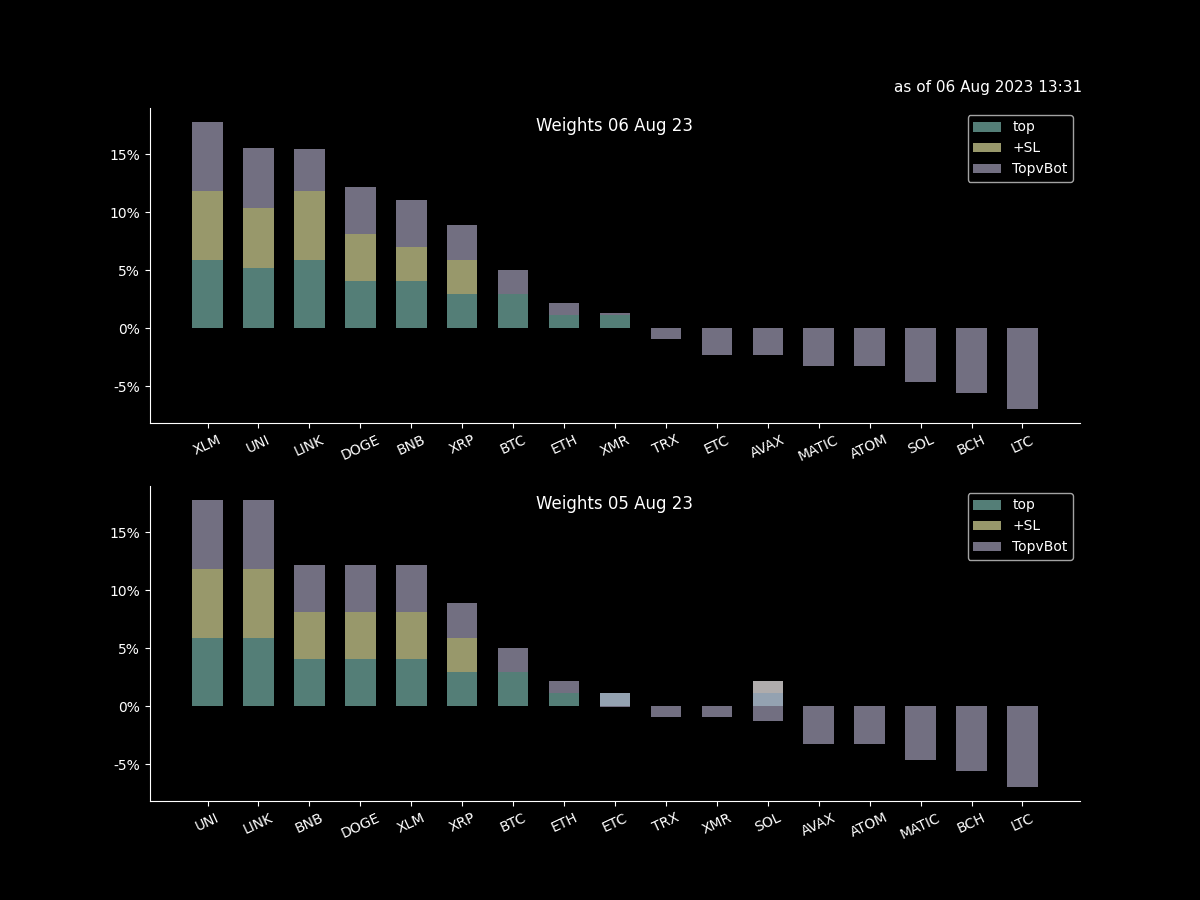 as of 06 Aug 2023 13:31
Weights 06 Aug 23
top
+SL
TopvBot
15%
10%
5%
0%
-5%
XLM UNI LINK DOGE BNB XRP BTC ETH XMR TRX ETC AVAX MATIC ATOM SOL BCH LTC
Weights 05 Aug 23
top
+SL
TopvBot
15%
10%
5%
0%
-5%
UNI LINK BNB DOGE XLM XRP BTC ETH ETC TRX XMR SOL AVAX ATOM MATIC BCH LTC